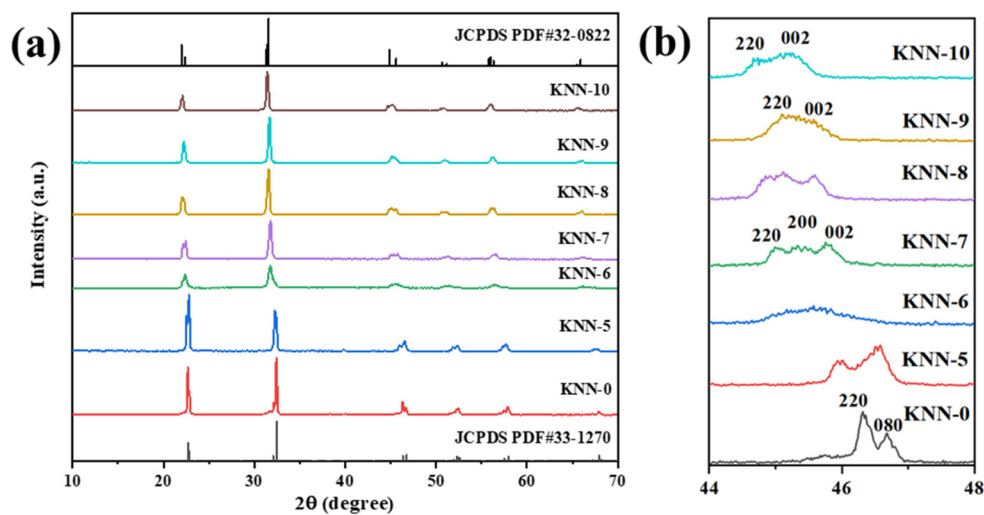 (a)
JCPDS PDF#32-0822
KNN-10
KNN-9
KNN-8
KNN-7
KNN-6
KNN-5
KNN-0
JCPDS PDF#33-1270
Intensity (a.u.)
10 20 30 40 50 60 70
2θ (degree)
(b)
220 002 KNN-10
220 002 KNN-9
KNN-8
220 200 002 KNN-7
KNN-6
KNN-5
220 080 KNN-0
44 46 48